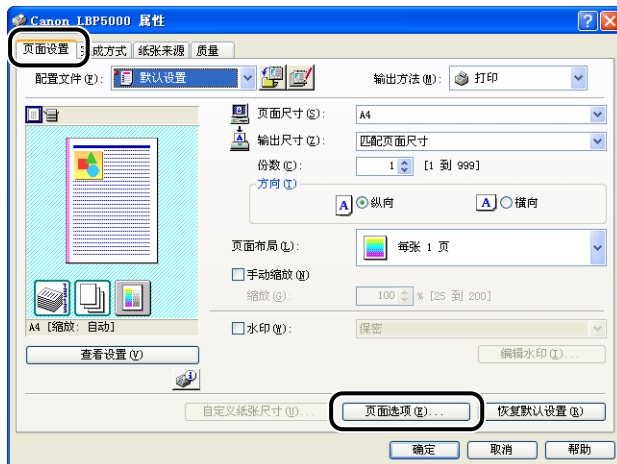 Canon LBP5000 属性
页面设置 完成方式 纸张来源 质量
配置文件(F): 默认设置 输出方法(M): 打印
页面尺寸(S): A4
输出尺寸(Z): 匹配页面尺寸
份数(C): 1 [1 到 999]
方向(T)
A 纵向 A 横向
页面布局(L): 每张 1 页
手动缩放(N)
缩放(G): 100 % [25 到 200]
A4 [缩放: 自动]
水印(W): 保密
查看设置(V) 编辑水印(I)...
自定义纸张尺寸(U)... 页面选项(E)... 恢复默认设置(R)
确定 取消 帮助